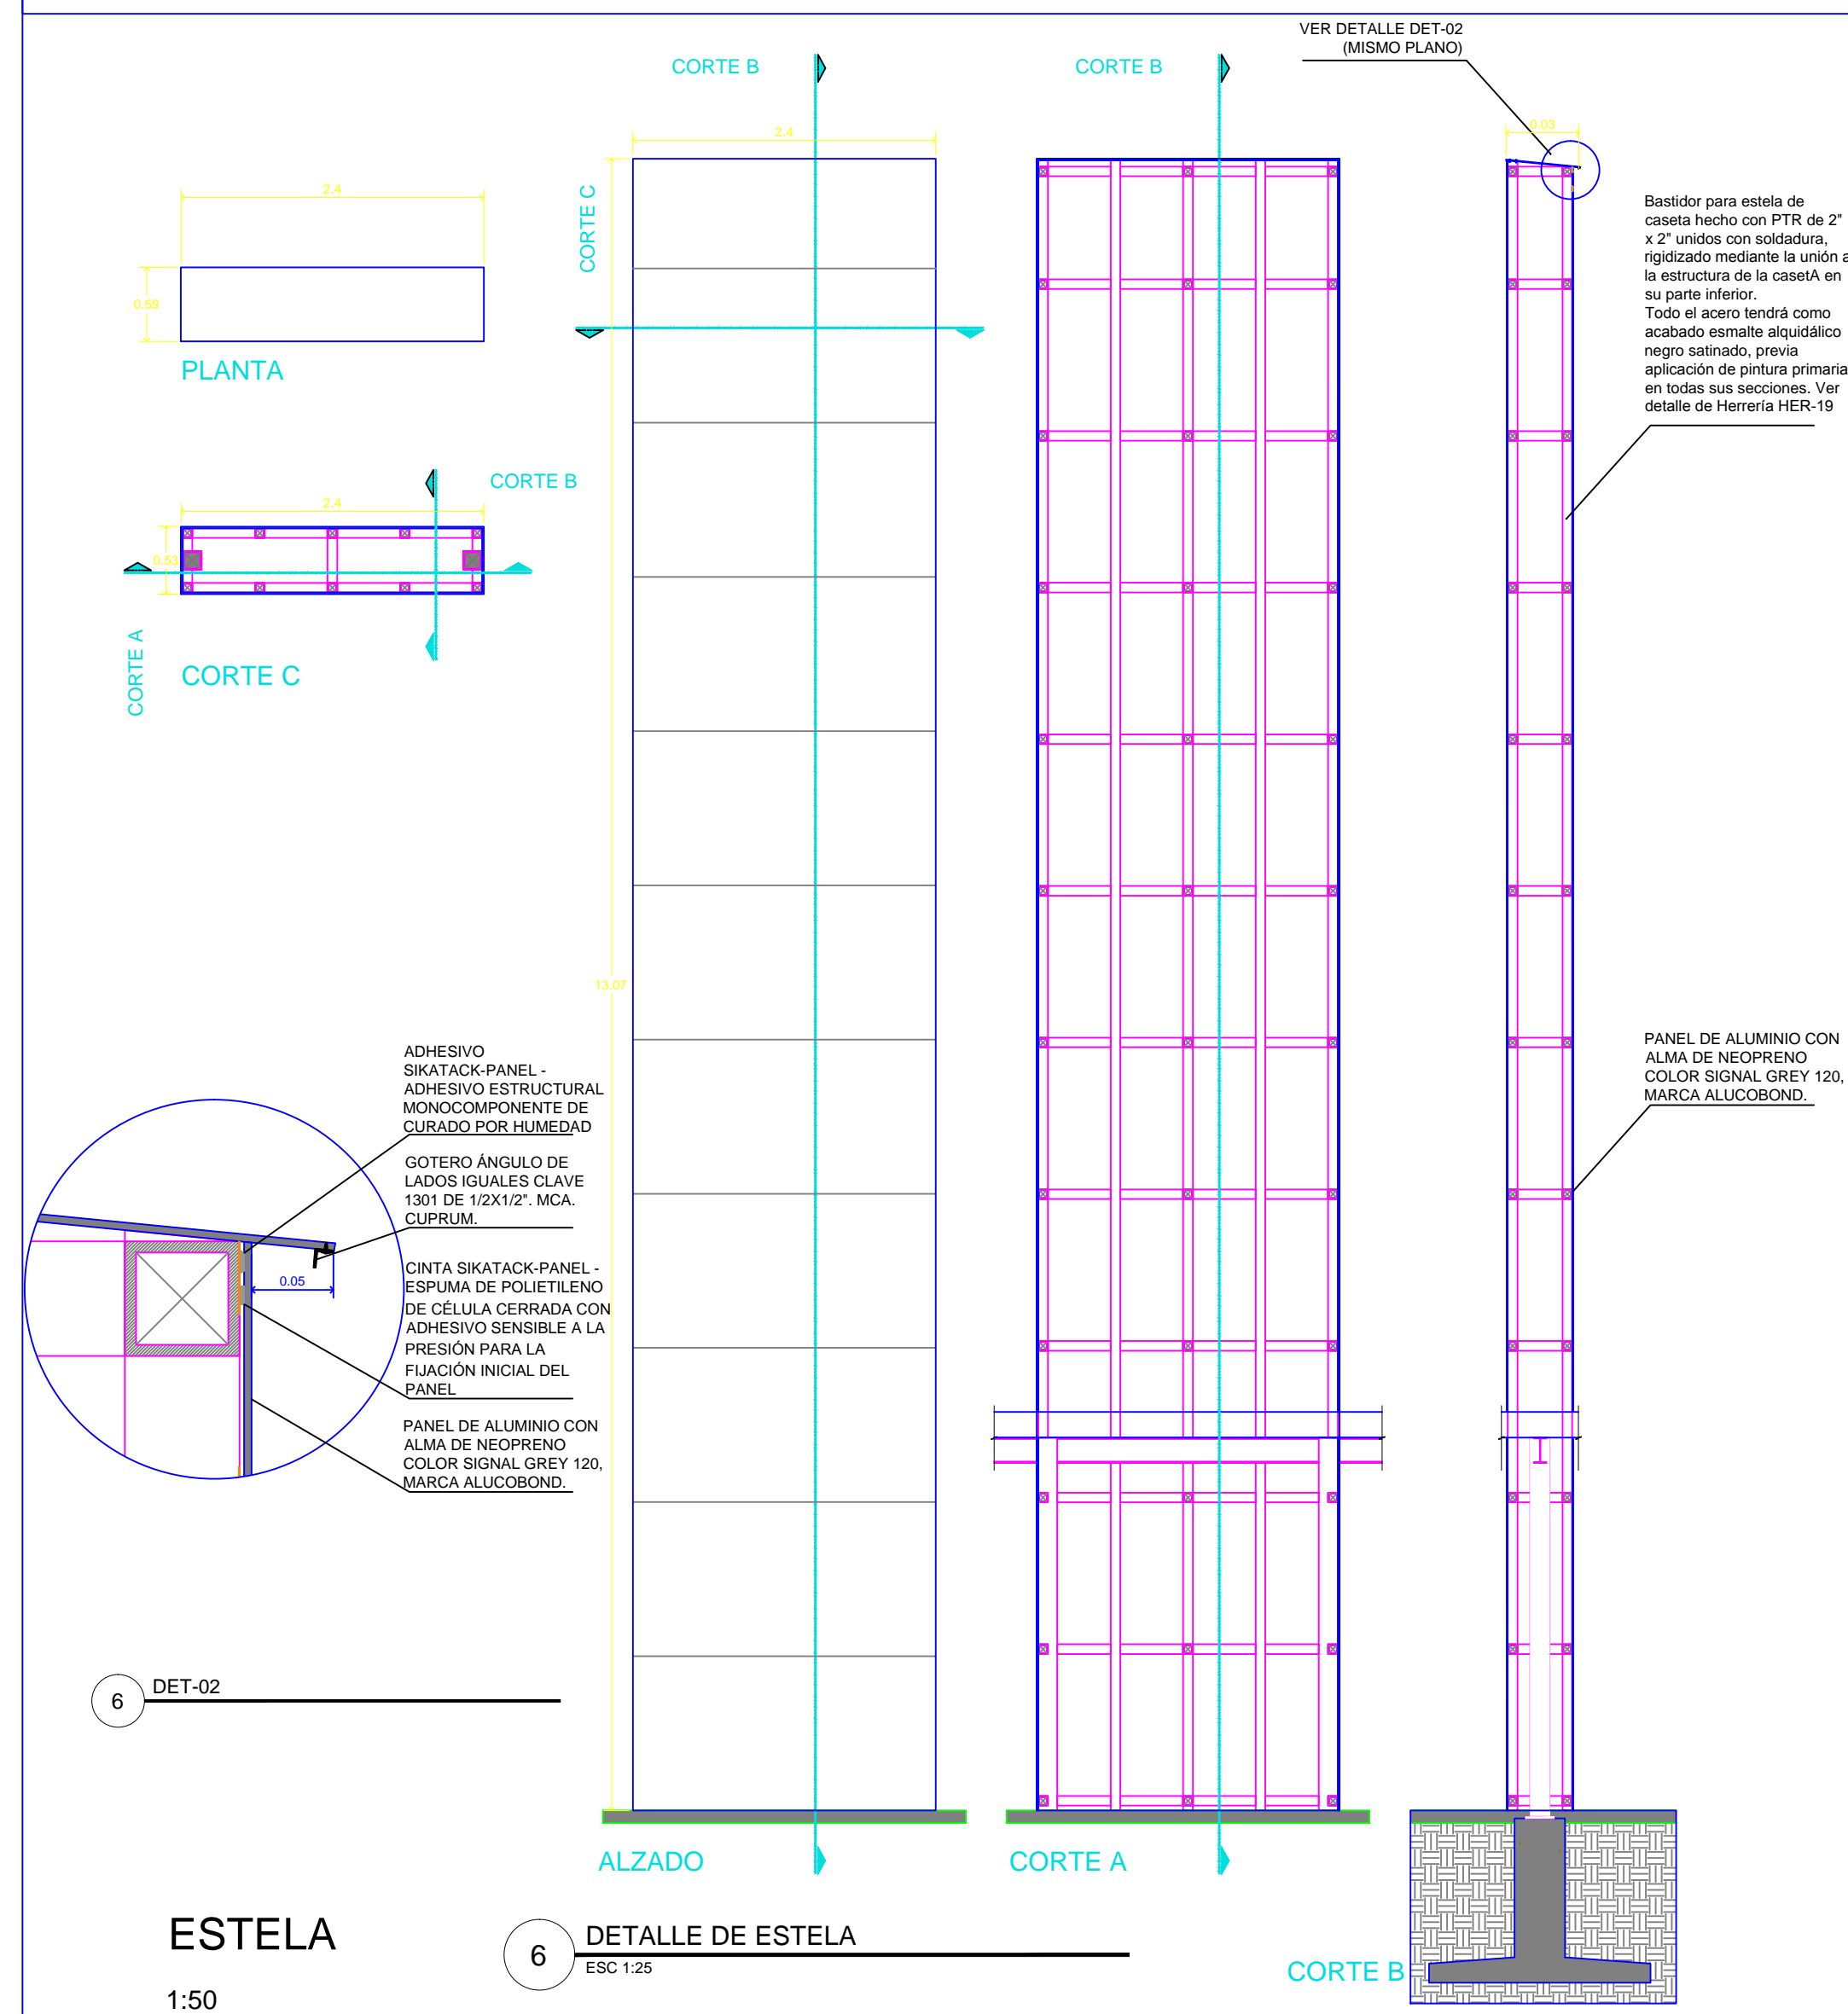 VER DETALLE DET-02
(MISMO PLANO)
CORTE B
CORTE B
2.4
0.03
2.4
CORTE C
0.59
PLANTA
Bastidor para estela de
caseta hecho con PTR de 2"
x 2" unidos con soldadura,
rigidizado mediante la unión a
la estructura de la casetA en
su parte inferior.
Todo el acero tendrá como
acabado esmalte alquidálico
negro satinado, previa
aplicación de pintura primaria
en todas sus secciones. Ver
detalle de Herrería HER-19
CORTE B
2.4
0.53
CORTE A
CORTE C
13.07
ADHESIVO
SIKATACK-PANEL -
ADHESIVO ESTRUCTURAL
MONOCOMPONENTE DE
CURADO POR HUMEDAD
GOTERO ÁNGULO DE
LADOS IGUALES CLAVE
1301 DE 1/2X1/2". MCA.
CUPRUM.
CINTA SIKATACK-PANEL -
ESPUMA DE POLIETILENO
DE CÉLULA CERRADA CON
ADHESIVO SENSIBLE A LA
PRESIÓN PARA LA
FIJACIÓN INICIAL DEL
PANEL
PANEL DE ALUMINIO CON
ALMA DE NEOPRENO
COLOR SIGNAL GREY 120,
MARCA ALUCOBOND.
0.05
PANEL DE ALUMINIO CON
ALMA DE NEOPRENO
COLOR SIGNAL GREY 120,
MARCA ALUCOBOND.
6
DET-02
ALZADO
CORTE A
ESTELA
1:50
6
DETALLE DE ESTELA
ESC 1:25
CORTE B